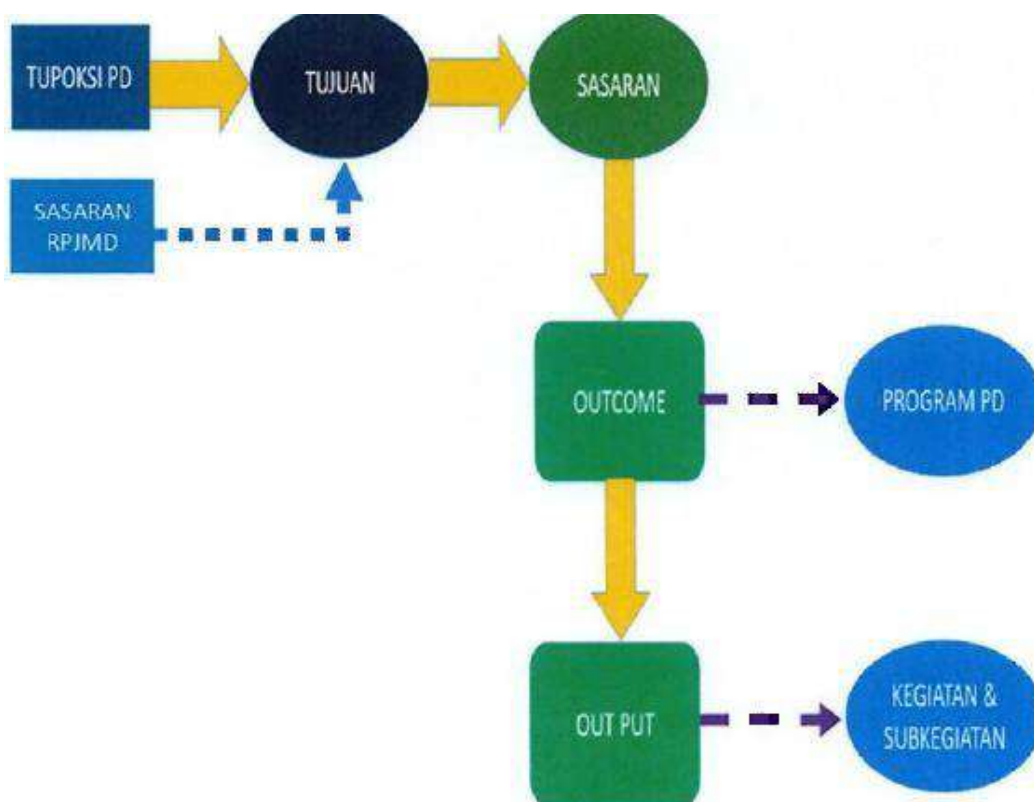 TUPOKSI PD
TUJUAN
SASARAN
SASARAN
RPJMD
OUTCOME
PROGRAM PD
OUT PUT
KEGIATAN &
SUBKEGIATAN